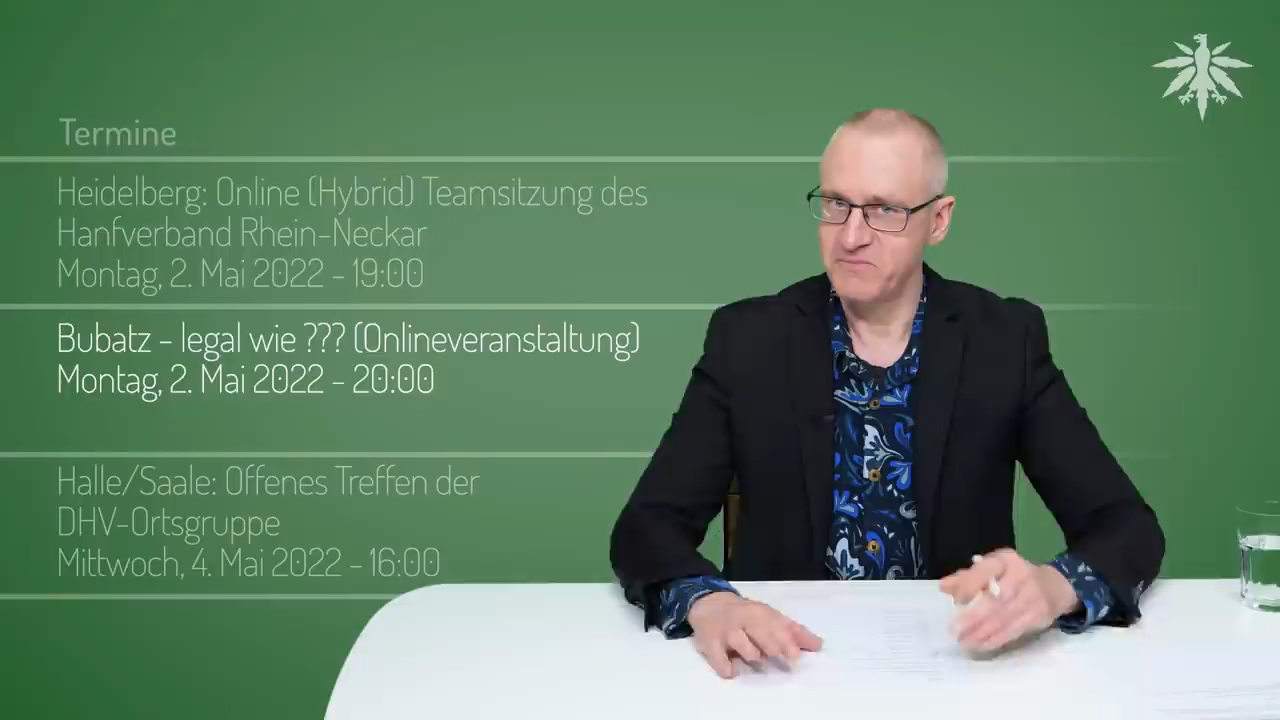 Termine
Heidelberg: Online (Hybrid) Teamsitzung des
Hanfverband Rhein-Neckar
Montag, 2. Mai 2022 - 19:00
Bubatz - legal wie ??? (Onlineveranstaltung)
Montag, 2. Mai 2022 - 20:00
Halle/Saale: Offenes Treffen der
DHV-Ortsgruppe
Mittwoch, 4. Mai 2022 - 16:00